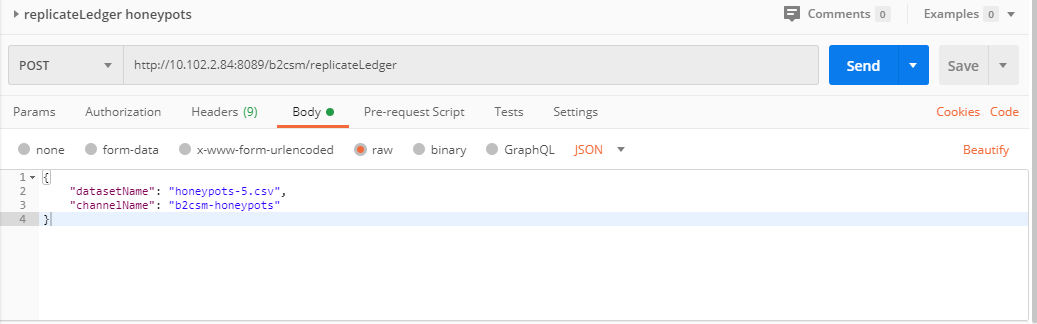 replicateLedger honeypots Comments 0 Examples 0
POST http://10.102.2.84:8089/b2csm/replicateLedger Send Save
Params Authorization Headers (9) Body Pre-request Script Tests Settings Cookies Code
none form-data x-www-form-urlencoded raw binary GraphQL JSON Beautify
1 {
2 "datasetName": "honeypots-5.csv",
3 "channelName": "b2csm-honeypots"
4 }